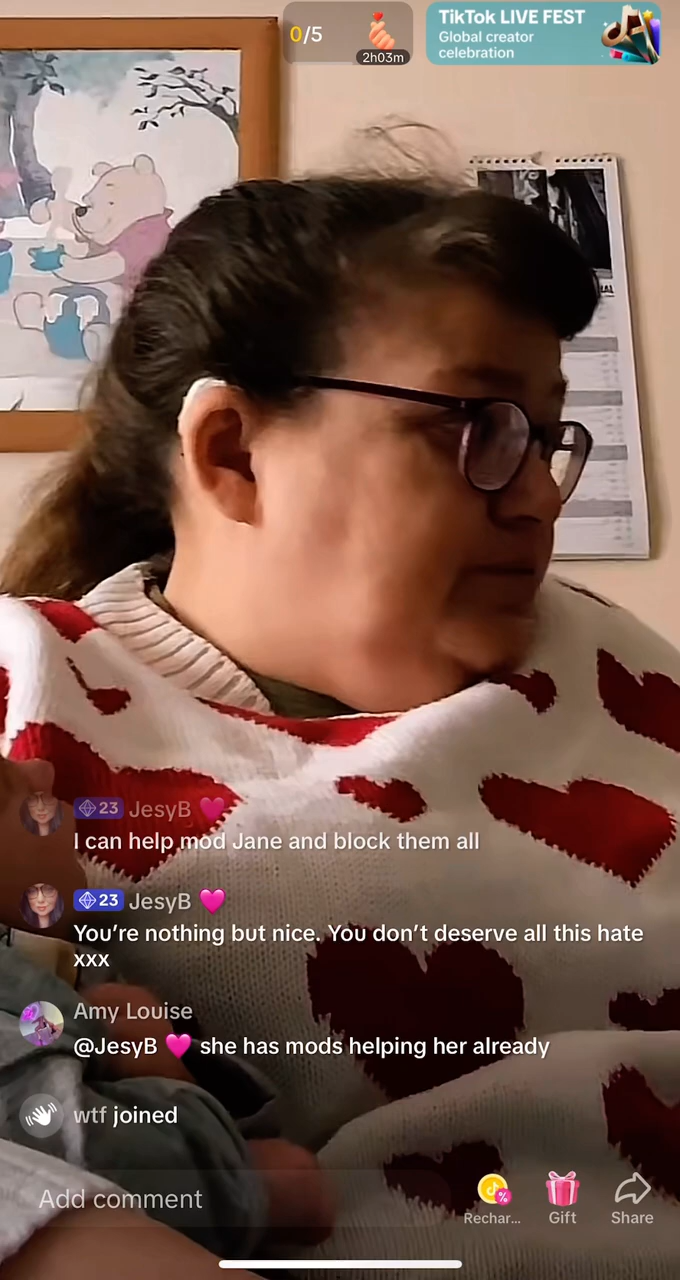 0/5
2h03m
TikTok LIVE FEST
Global creator
celebration
23 JesyB 🩷
I can help mod Jane and block them all
23 JesyB 🩷
You’re nothing but nice. You don’t deserve all this hate
xxx
Amy Louise
@JesyB 🩷 she has mods helping her already
wtf joined
Add comment
Rechar...
Gift
Share